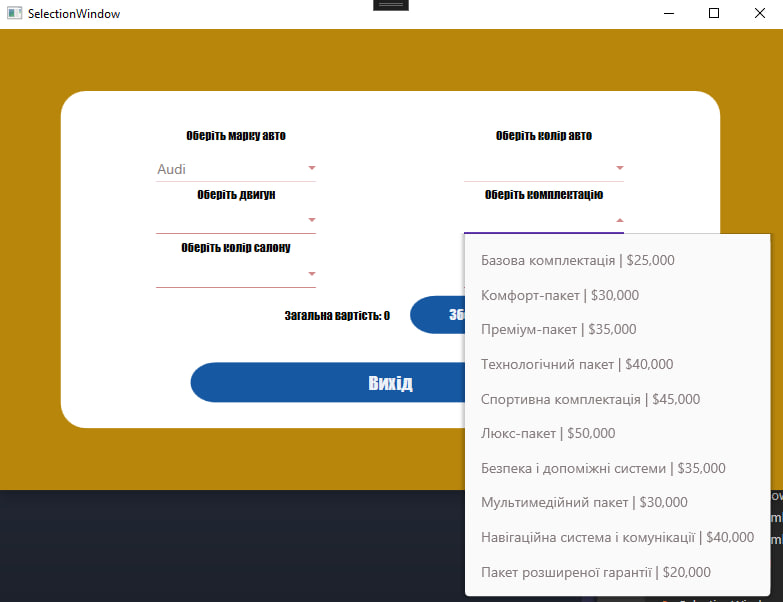 SelectionWindow
Оберіть марку авто
Оберіть колір авто
Audi
Оберіть двигун
Оберіть комплектацію
Оберіть колір салону
Базова комплектація | $25,000
Комфорт-пакет | $30,000
Преміум-пакет | $35,000
Технологічний пакет | $40,000
Спортивна комплектація | $45,000
Люкс-пакет | $50,000
Безпека і допоміжні системи | $35,000
Мультимедійний пакет | $30,000
Навігаційна система і комунікації | $40,000
Пакет розширеної гарантії | $20,000
Загальна вартість: 0
Вихід